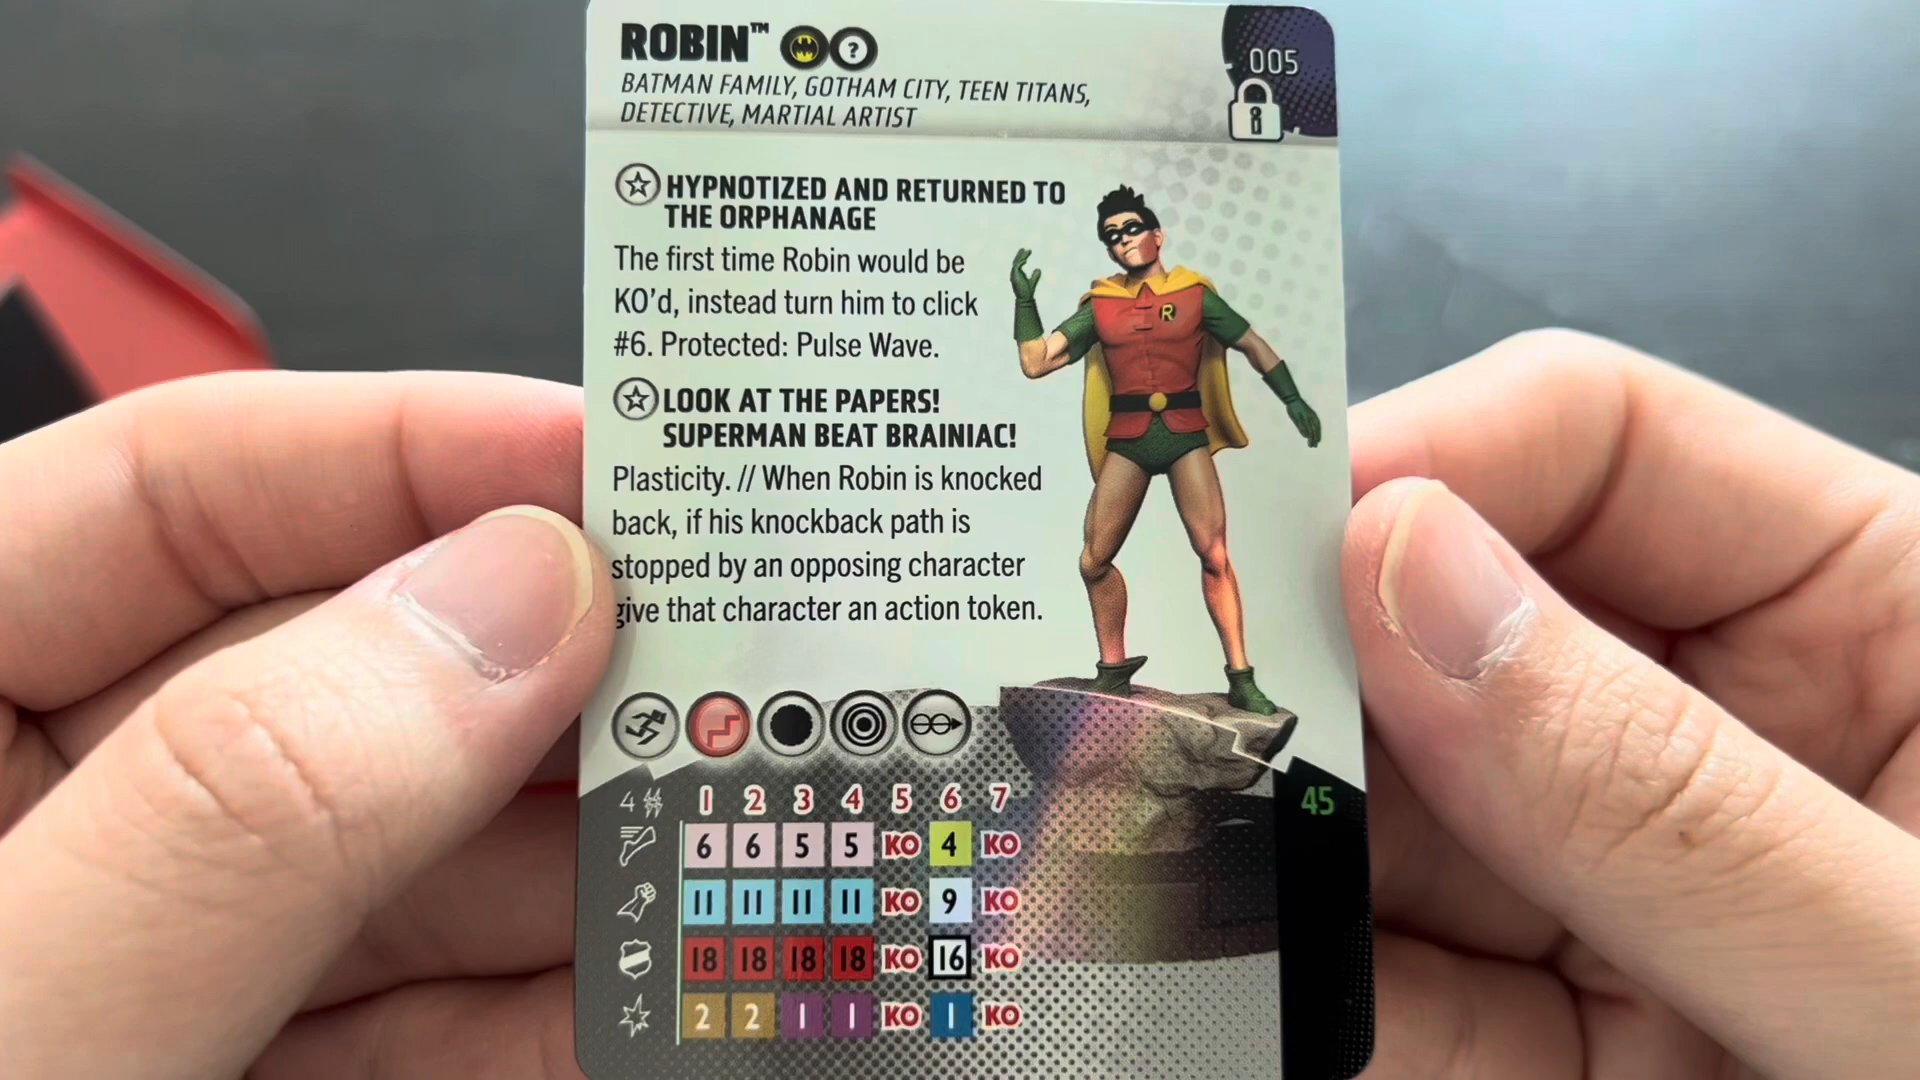 ROBIN™ ?
BATMAN FAMILY, GOTHAM CITY, TEEN TITANS,
DETECTIVE, MARTIAL ARTIST
005
8
HYPNOTIZED AND RETURNED TO
THE ORPHANAGE
The first time Robin would be
KO'd, instead turn him to click
#6. Protected: Pulse Wave.
LOOK AT THE PAPERS!
SUPERMAN BEAT BRAINIAC!
Plasticity. // When Robin is knocked
back, if his knockback path is
stopped by an opposing character
give that character an action token.
R
4 1 2 3 4 5 6 7
6 6 5 5 KO 4 KO
11 11 11 11 KO 9 KO
18 18 18 18 KO 16 KO
2 2 1 1 KO 1 KO
45